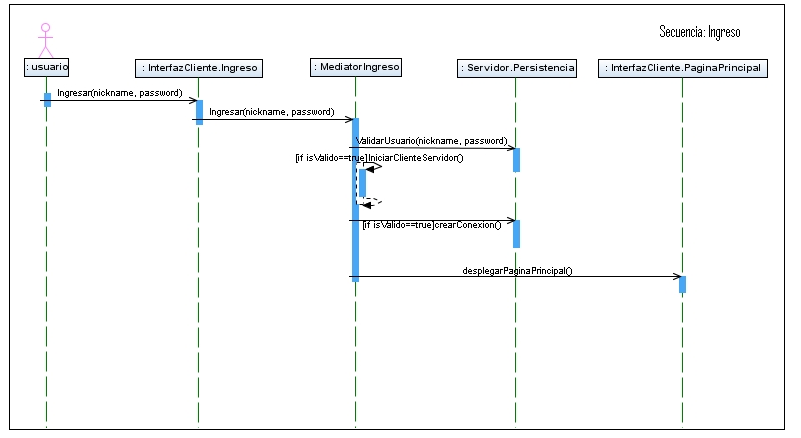 Secuencia: Ingreso
: usuario
: InterfazCliente.Ingreso
: MediatorIngreso
: Servidor.Persistencia
: InterfazCliente.PaginaPrincipal
Ingresar(nickname, password)
Ingresar(nickname, password)
ValidarUsuario(nickname, password)
[if isValido==true]IniciarClienteServidor()
[if isValido==true]crearConexion()
desplegarPaginaPrincipal()